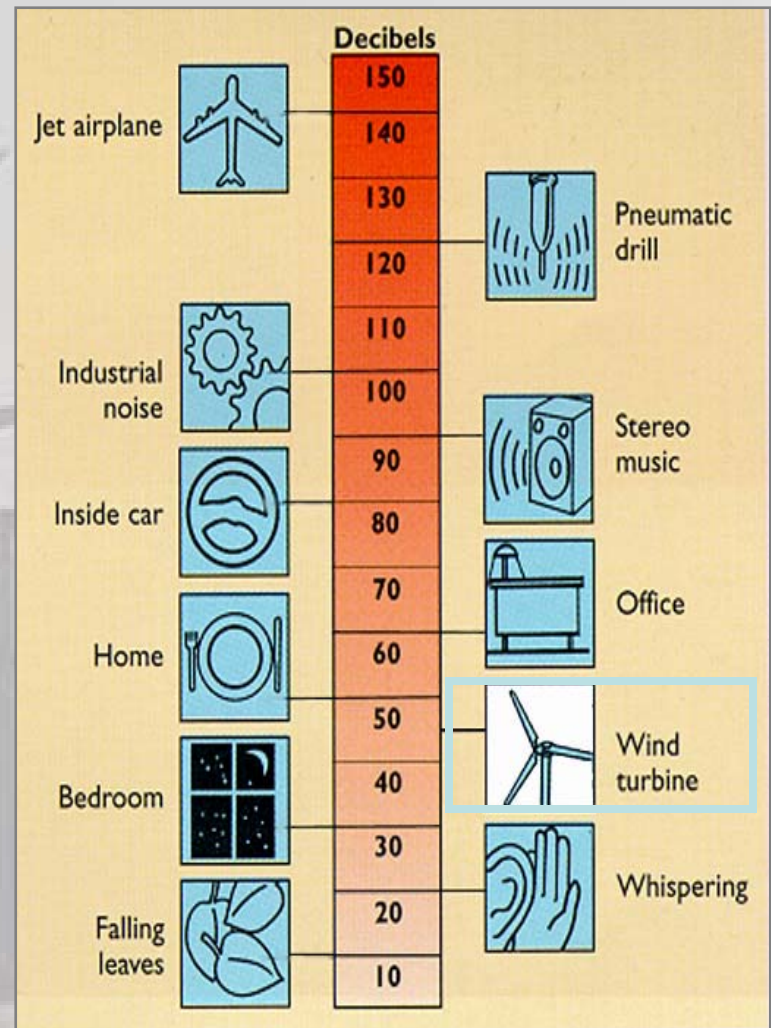 Decibels
150
Jet airplane
140
130
Pneumatic
drill
120
110
Industrial
noise
100
Stereo
music
90
Inside car
80
70
Office
Home
60
50
Wind
turbine
Bedroom
40
30
Whispering
20
Falling
leaves
10